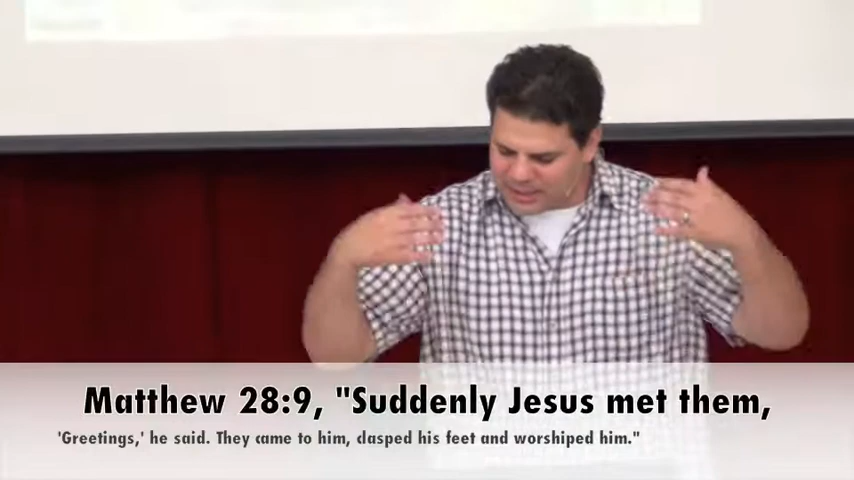 Matthew 28:9, "Suddenly Jesus met them,
'Greetings,' he said. They came to him, clasped his feet and worshiped him."